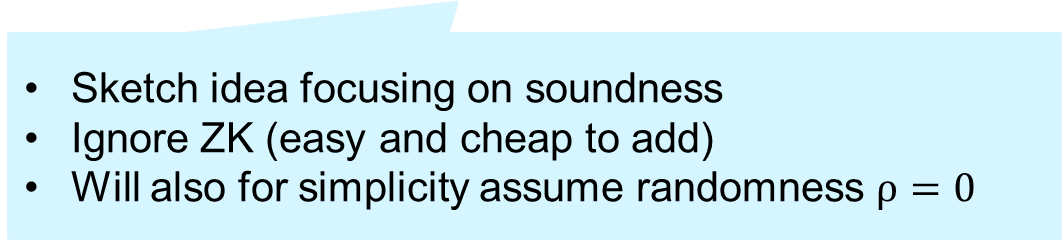 • Sketch idea focusing on soundness
• Ignore ZK (easy and cheap to add)
• Will also for simplicity assume randomness ρ = 0